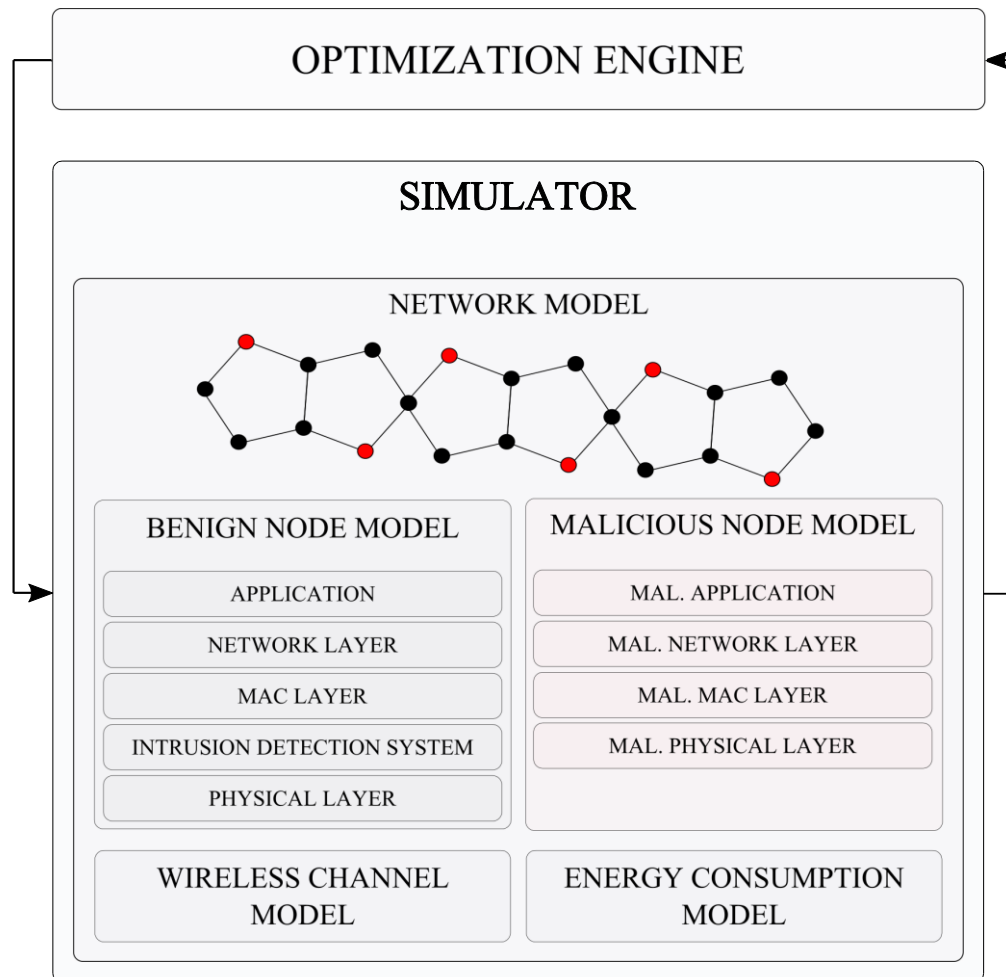 OPTIMIZATION ENGINE
SIMULATOR
NETWORK MODEL
BENIGN NODE MODEL
APPLICATION
NETWORK LAYER
MAC LAYER
INTRUSION DETECTION SYSTEM
PHYSICAL LAYER
MALICIOUS NODE MODEL
MAL. APPLICATION
MAL. NETWORK LAYER
MAL. MAC LAYER
MAL. PHYSICAL LAYER
WIRELESS CHANNEL
MODEL
ENERGY CONSUMPTION
MODEL